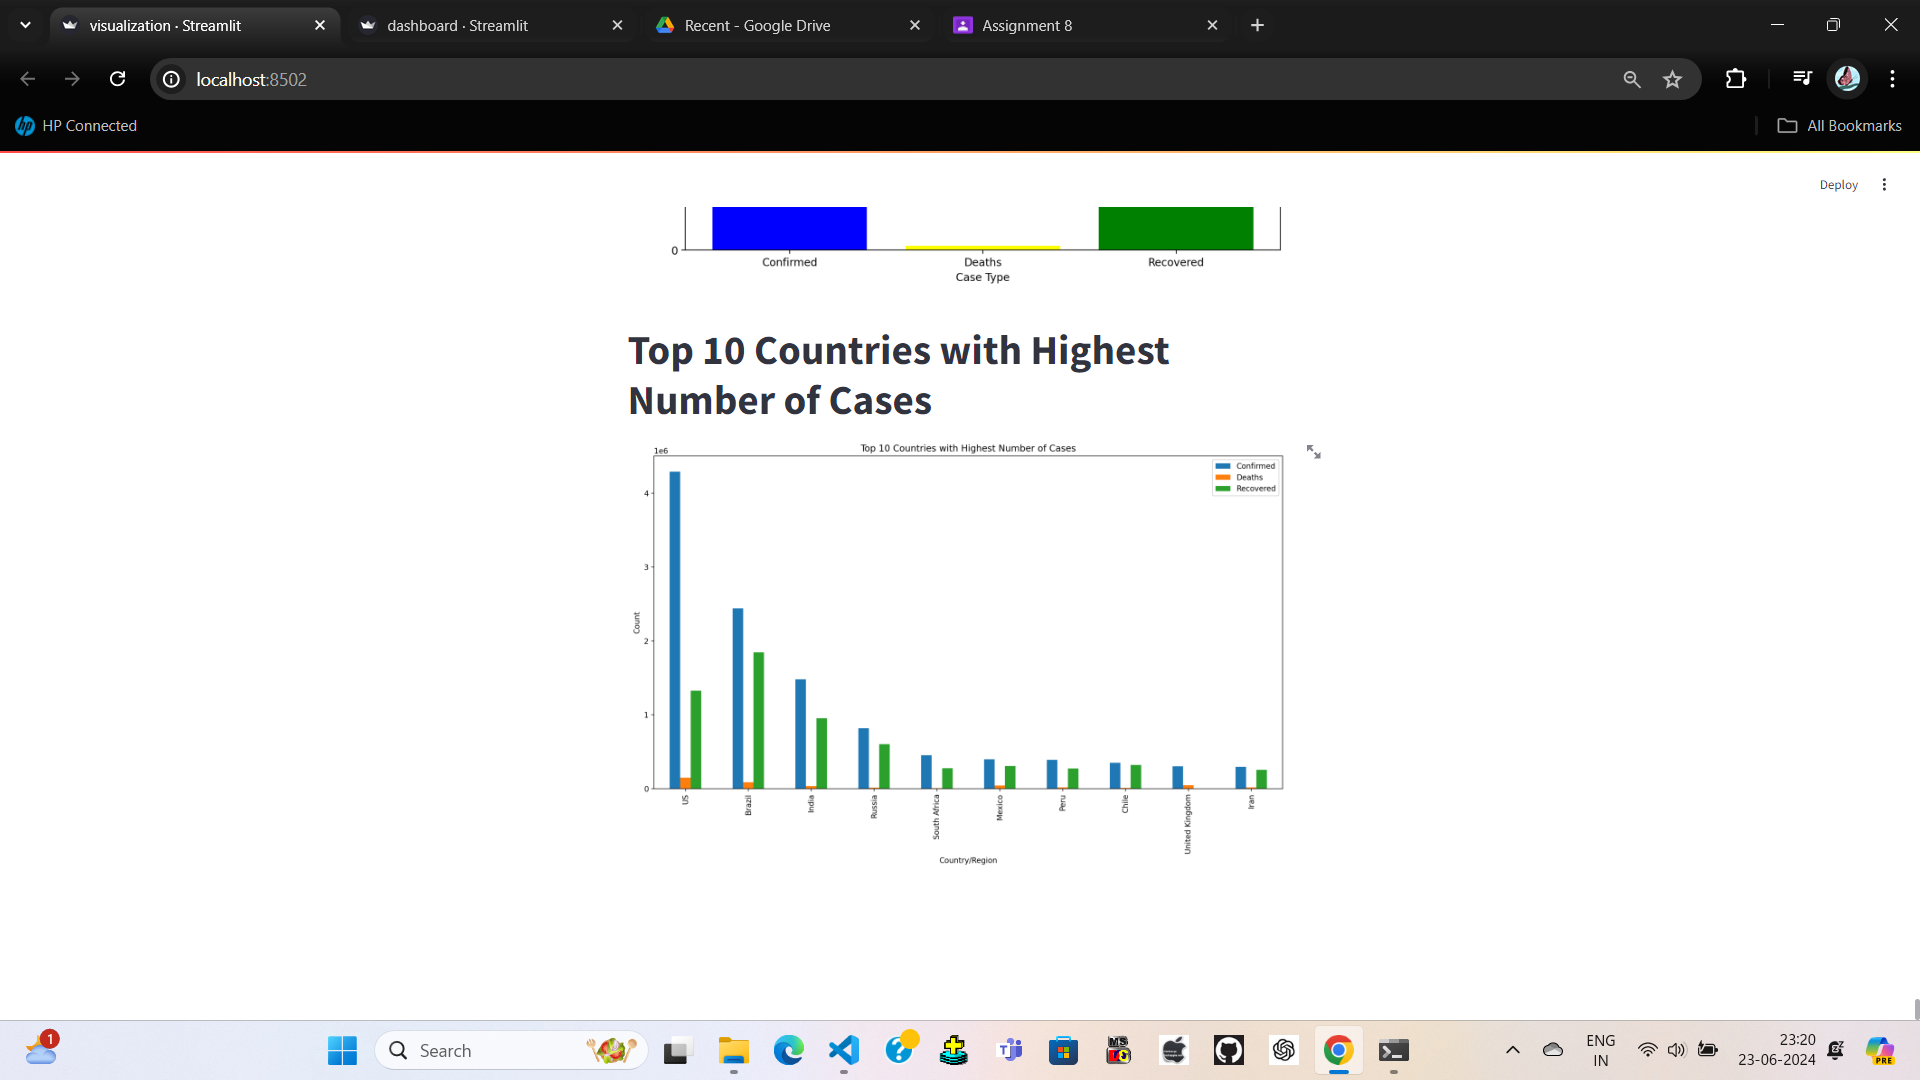 visualization · Streamlit
dashboard · Streamlit
Recent - Google Drive
Assignment 8
localhost:8502
HP Connected
All Bookmarks
Deploy
0
Confirmed
Deaths
Recovered
Case Type
Top 10 Countries with Highest
Number of Cases
Top 10 Countries with Highest Number of Cases
1e6
Confirmed
Deaths
Recovered
4
3
2
1
0
Count
US
Brazil
India
Russia
South Africa
Mexico
Peru
Chile
United Kingdom
Iran
Country/Region
1
Search
ENG
IN
23:20
23-06-2024
PRE